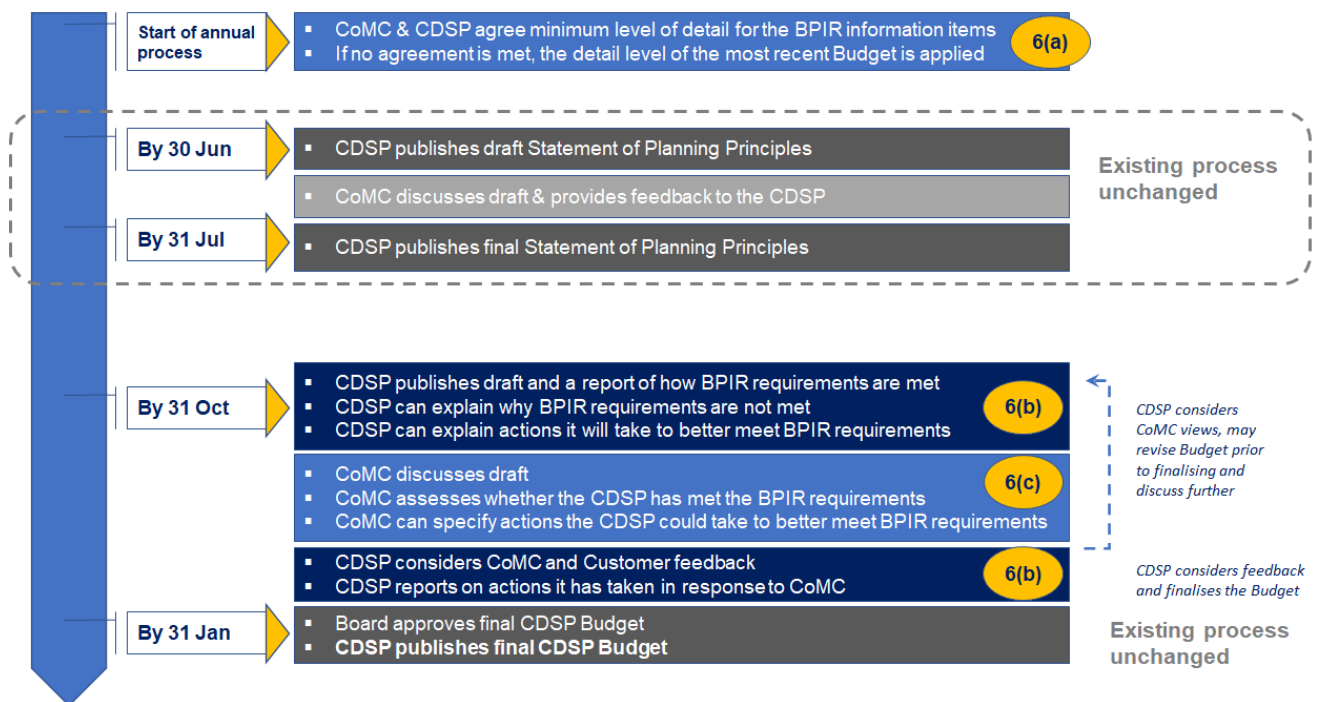 Start of annual
process
▪ CoMC & CDSP agree minimum level of detail for the BPIR information items
▪ If no agreement is met, the detail level of the most recent Budget is applied
6(a)
By 30 Jun
▪ CDSP publishes draft Statement of Planning Principles
▪ CoMC discusses draft & provides feedback to the CDSP
By 31 Jul
▪ CDSP publishes final Statement of Planning Principles
Existing process
unchanged
By 31 Oct
▪ CDSP publishes draft and a report of how BPIR requirements are met
▪ CDSP can explain why BPIR requirements are not met
▪ CDSP can explain actions it will take to better meet BPIR requirements
6(b)
▪ CoMC discusses draft
▪ CoMC assesses whether the CDSP has met the BPIR requirements
▪ CoMC can specify actions the CDSP could take to better meet BPIR requirements
6(c)
CDSP considers
CoMC views, may
revise Budget prior
to finalising and
discuss further
▪ CDSP considers CoMC and Customer feedback
▪ CDSP reports on actions it has taken in response to CoMC
6(b)
CDSP considers feedback
and finalises the Budget
By 31 Jan
▪ Board approves final CDSP Budget
▪ CDSP publishes final CDSP Budget
Existing process
unchanged